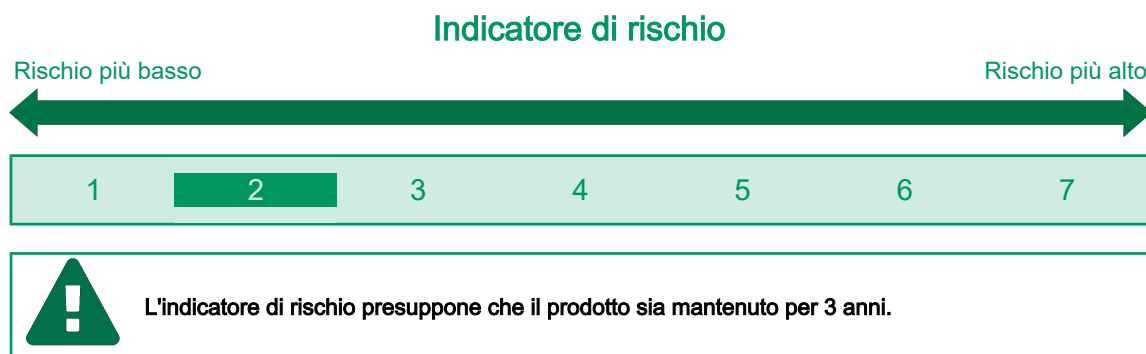 Indicatore di rischio
Rischio più basso Rischio più alto
1 2 3 4 5 6 7
L'indicatore di rischio presuppone che il prodotto sia mantenuto per 3 anni.